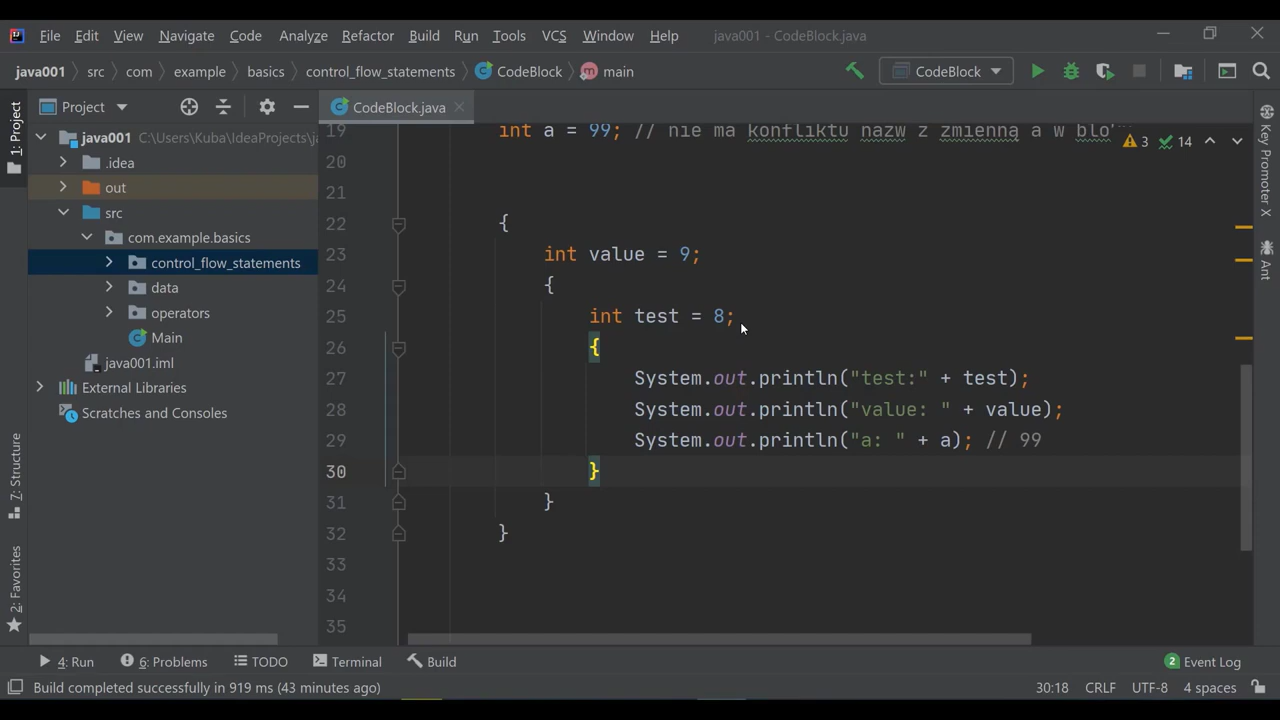 File Edit View Navigate Code Analyze Refactor Build Run Tools VCS Window Help java001 - CodeBlock.java
java001 src com example basics control_flow_statements CodeBlock main CodeBlock
1: Project
7: Structure
2: Favorites
Project
java001 C:\Users\Kuba\IdeaProjects\ja
.idea
out
src
com.example.basics
control_flow_statements
data
operators
Main
java001.iml
External Libraries
Scratches and Consoles
CodeBlock.java
3 14
19 int a = 99; // nie ma konfliktu nazw z zmienną a w blo
20
21
22 {
23 int value = 9;
24 {
25 int test = 8;
26 {
27 System.out.println("test:" + test);
28 System.out.println("value: " + value);
29 System.out.println("a: " + a); // 99
30 }
31 }
32 }
33
34
35
Key Promoter X
Ant
4: Run 6: Problems TODO Terminal Build 2 Event Log
Build completed successfully in 919 ms (43 minutes ago) 30:18 CRLF UTF-8 4 spaces